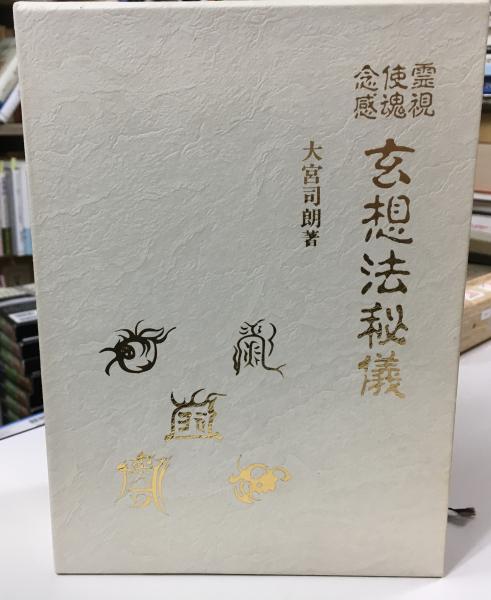 霊視
使魂
念感
玄想法秘儀
大宮司朗著